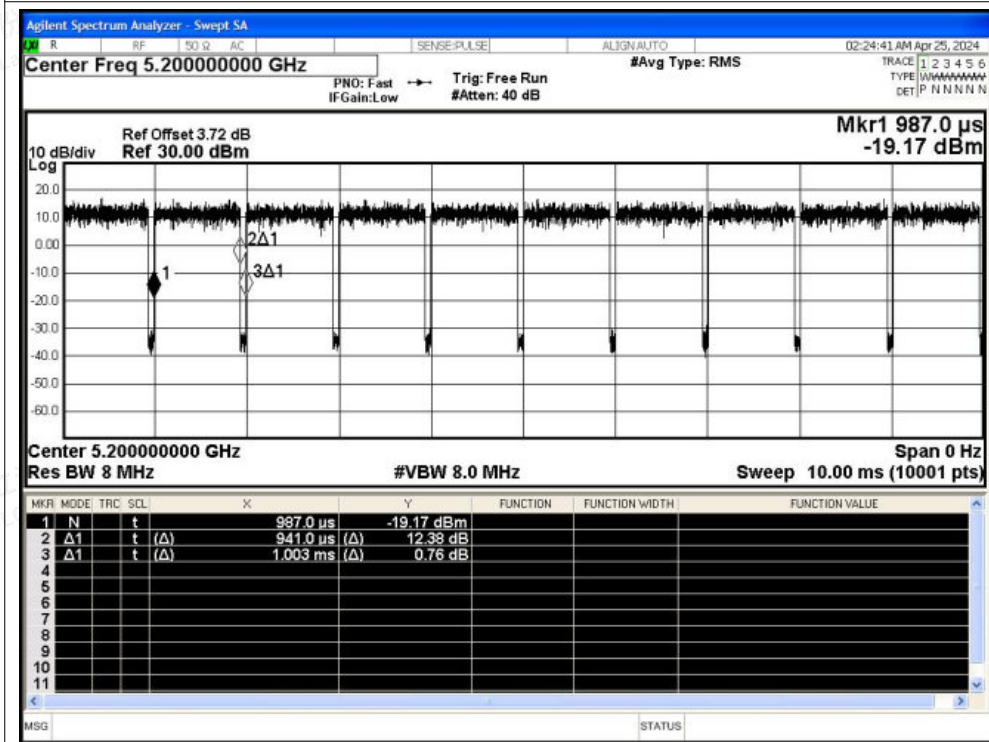 Agilent Spectrum Analyzer - Swept SA
LXI R RF 50 Ω AC SENSE:PULSE ALIGNAUTO 02:24:41 AM Apr 25, 2024
Center Freq 5.200000000 GHz
#Avg Type: RMS
TRACE 1 2 3 4 5 6
PNO: Fast Trig: Free Run
TYPE WWWWWW
IFGain:Low #Atten: 40 dB
DET P N N N N N
Mkr1 987.0 µs
Ref Offset 3.72 dB
-19.17 dBm
10 dB/div Ref 30.00 dBm
Log
20.0
10.0
0.00
2Δ1
-10.0
1
3Δ1
-20.0
-30.0
-40.0
-50.0
-60.0
Center 5.200000000 GHz Span 0 Hz
Res BW 8 MHz #VBW 8.0 MHz Sweep 10.00 ms (10001 pts)
MKR MODE TRC SCL X Y FUNCTION FUNCTION WIDTH FUNCTION VALUE
1 N t 987.0 µs -19.17 dBm
2 Δ1 t (Δ) 941.0 µs (Δ) 12.38 dB
3 Δ1 t (Δ) 1.003 ms (Δ) 0.76 dB
4
5
6
7
8
9
10
11
MSG STATUS